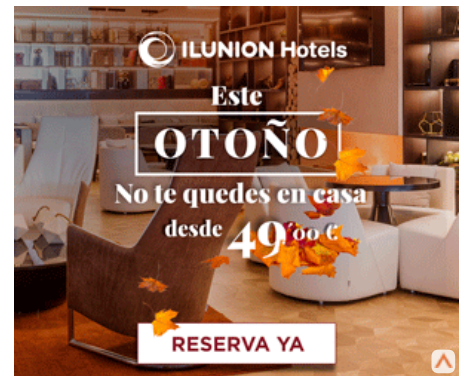 ILUNION Hotels
Este
OTOÑO
No te quedes en casa
desde 49'00 €
RESERVA YA